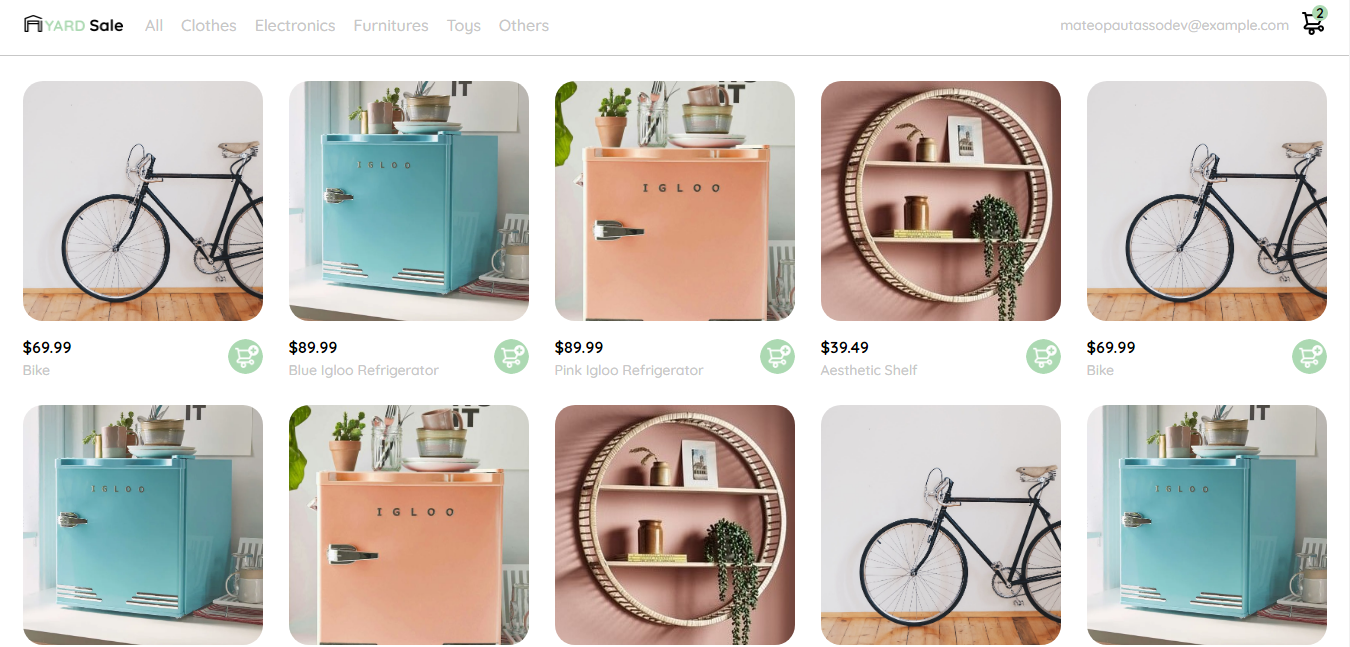 YARD Sale All Clothes Electronics Furnitures Toys Others mateopautassodev@example.com 2
IT
IGLOO
IT
IGLOO
$69.99 $89.99 $89.99 $39.49 $69.99
Bike Blue Igloo Refrigerator Pink Igloo Refrigerator Aesthetic Shelf Bike
IT
IGLOO
IT
IGLOO
IT
IGLOO